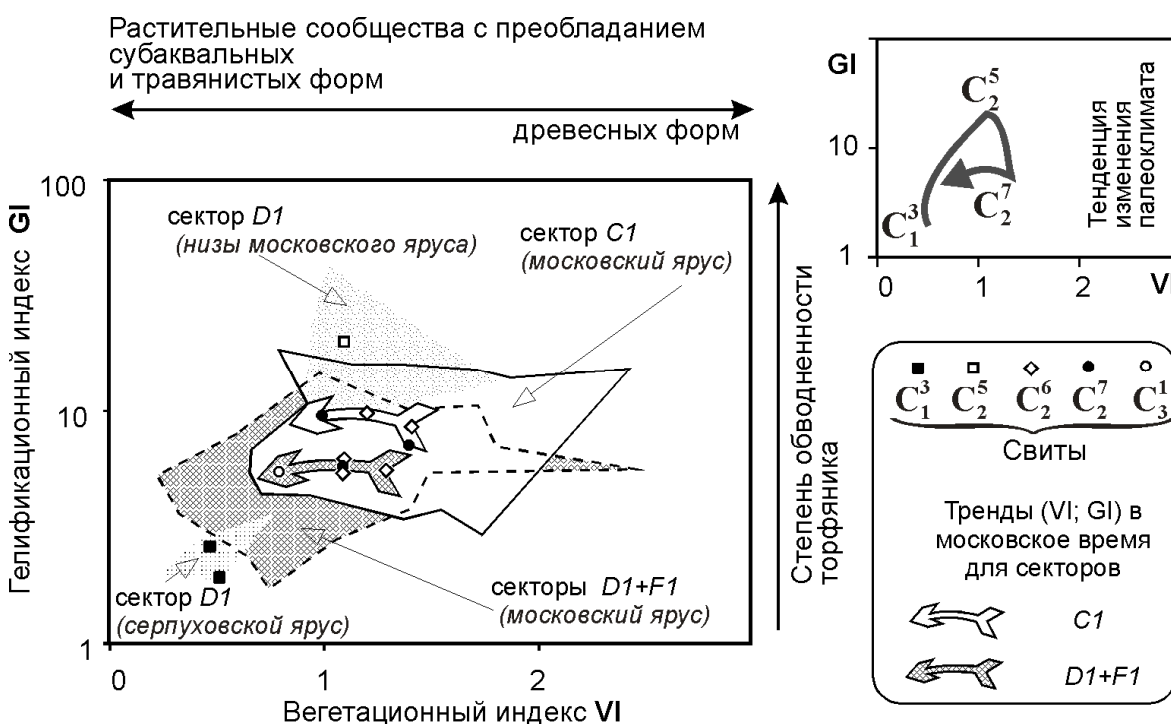 Растительные сообщества с преобладанием
субаквальных
и травянистых форм
древесных форм
Гелификационный индекс GI
100
10
1
сектор D1
(низы московского яруса)
сектор C1
(московский ярус)
сектор D1
(серпуховской ярус)
секторы D1+F1
(московский ярус)
0
1
2
Вегетационный индекс VI
Степень обводненности
торфяника
GI
10
1
C₂⁵
C₂⁷
C₁³
Тенденция
изменения
палеоклимата
0
1
2
VI
C₁³ C₂⁵ C₂⁶ C₂⁷ C₃¹
Свиты
Тренды (VI; GI) в
московское время
для секторов
C1
D1+F1